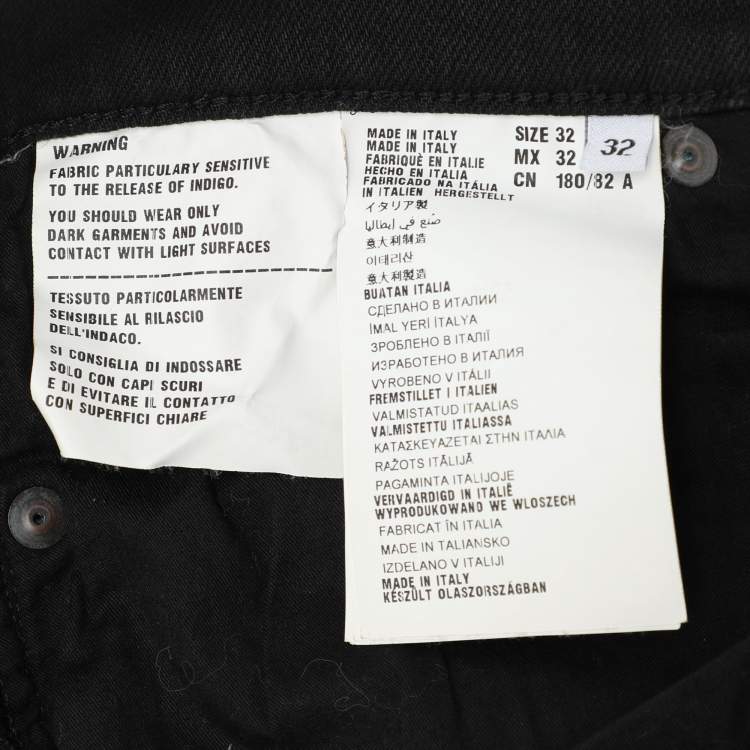 WARNING
FABRIC PARTICULARY SENSITIVE
TO THE RELEASE OF INDIGO.
YOU SHOULD WEAR ONLY
DARK GARMENTS AND AVOID
CONTACT WITH LIGHT SURFACES
TESSUTO PARTICOLARMENTE
SENSIBILE AL RILASCIO
DELL'INDACO.
SI CONSIGLIA DI INDOSSARE
SOLO CON CAPI SCURI
E DI EVITARE IL CONTATTO
CON SUPERFICI CHIARE
MADE IN ITALY
MADE IN ITALY
FABRIQUÉ EN ITALIE
HECHO EN ITALIA
FABRICADO NA ITÁLIA
IN ITALIEN HERGESTELLT
イタリア製
صنع في إيطاليا
意大利制造
이태리산
意大利製造
BUATAN ITALIA
СДЕЛАНО В ИТАЛИИ
İMAL YERİ İTALYA
ЗРОБЛЕНО В ІТАЛІЇ
ИЗРАБОТЕНО В ИТАЛИЯ
VYROBENO V ITÁLII
FREMSTILLET I ITALIEN
VALMISTATUD ITAALIAS
VALMISTETTU ITALIASSA
ΚΑΤΑΣΚΕΥΑΖΕΤΑΙ ΣΤΗΝ ΙΤΑΛΙΑ
RAŽOTS ITĀLIJĀ
PAGAMINTA ITALIJOJE
VERVAARDIGD IN ITALIË
WYPRODUKOWANO WE WLOSZECH
FABRICAT ÎN ITALIA
MADE IN TALIANSKO
IZDELANO V ITALIJI
MADE IN ITALY
KÉSZÜLT OLASZORSZÁGBAN
SIZE 32
MX 32
CN 180/82 A
32